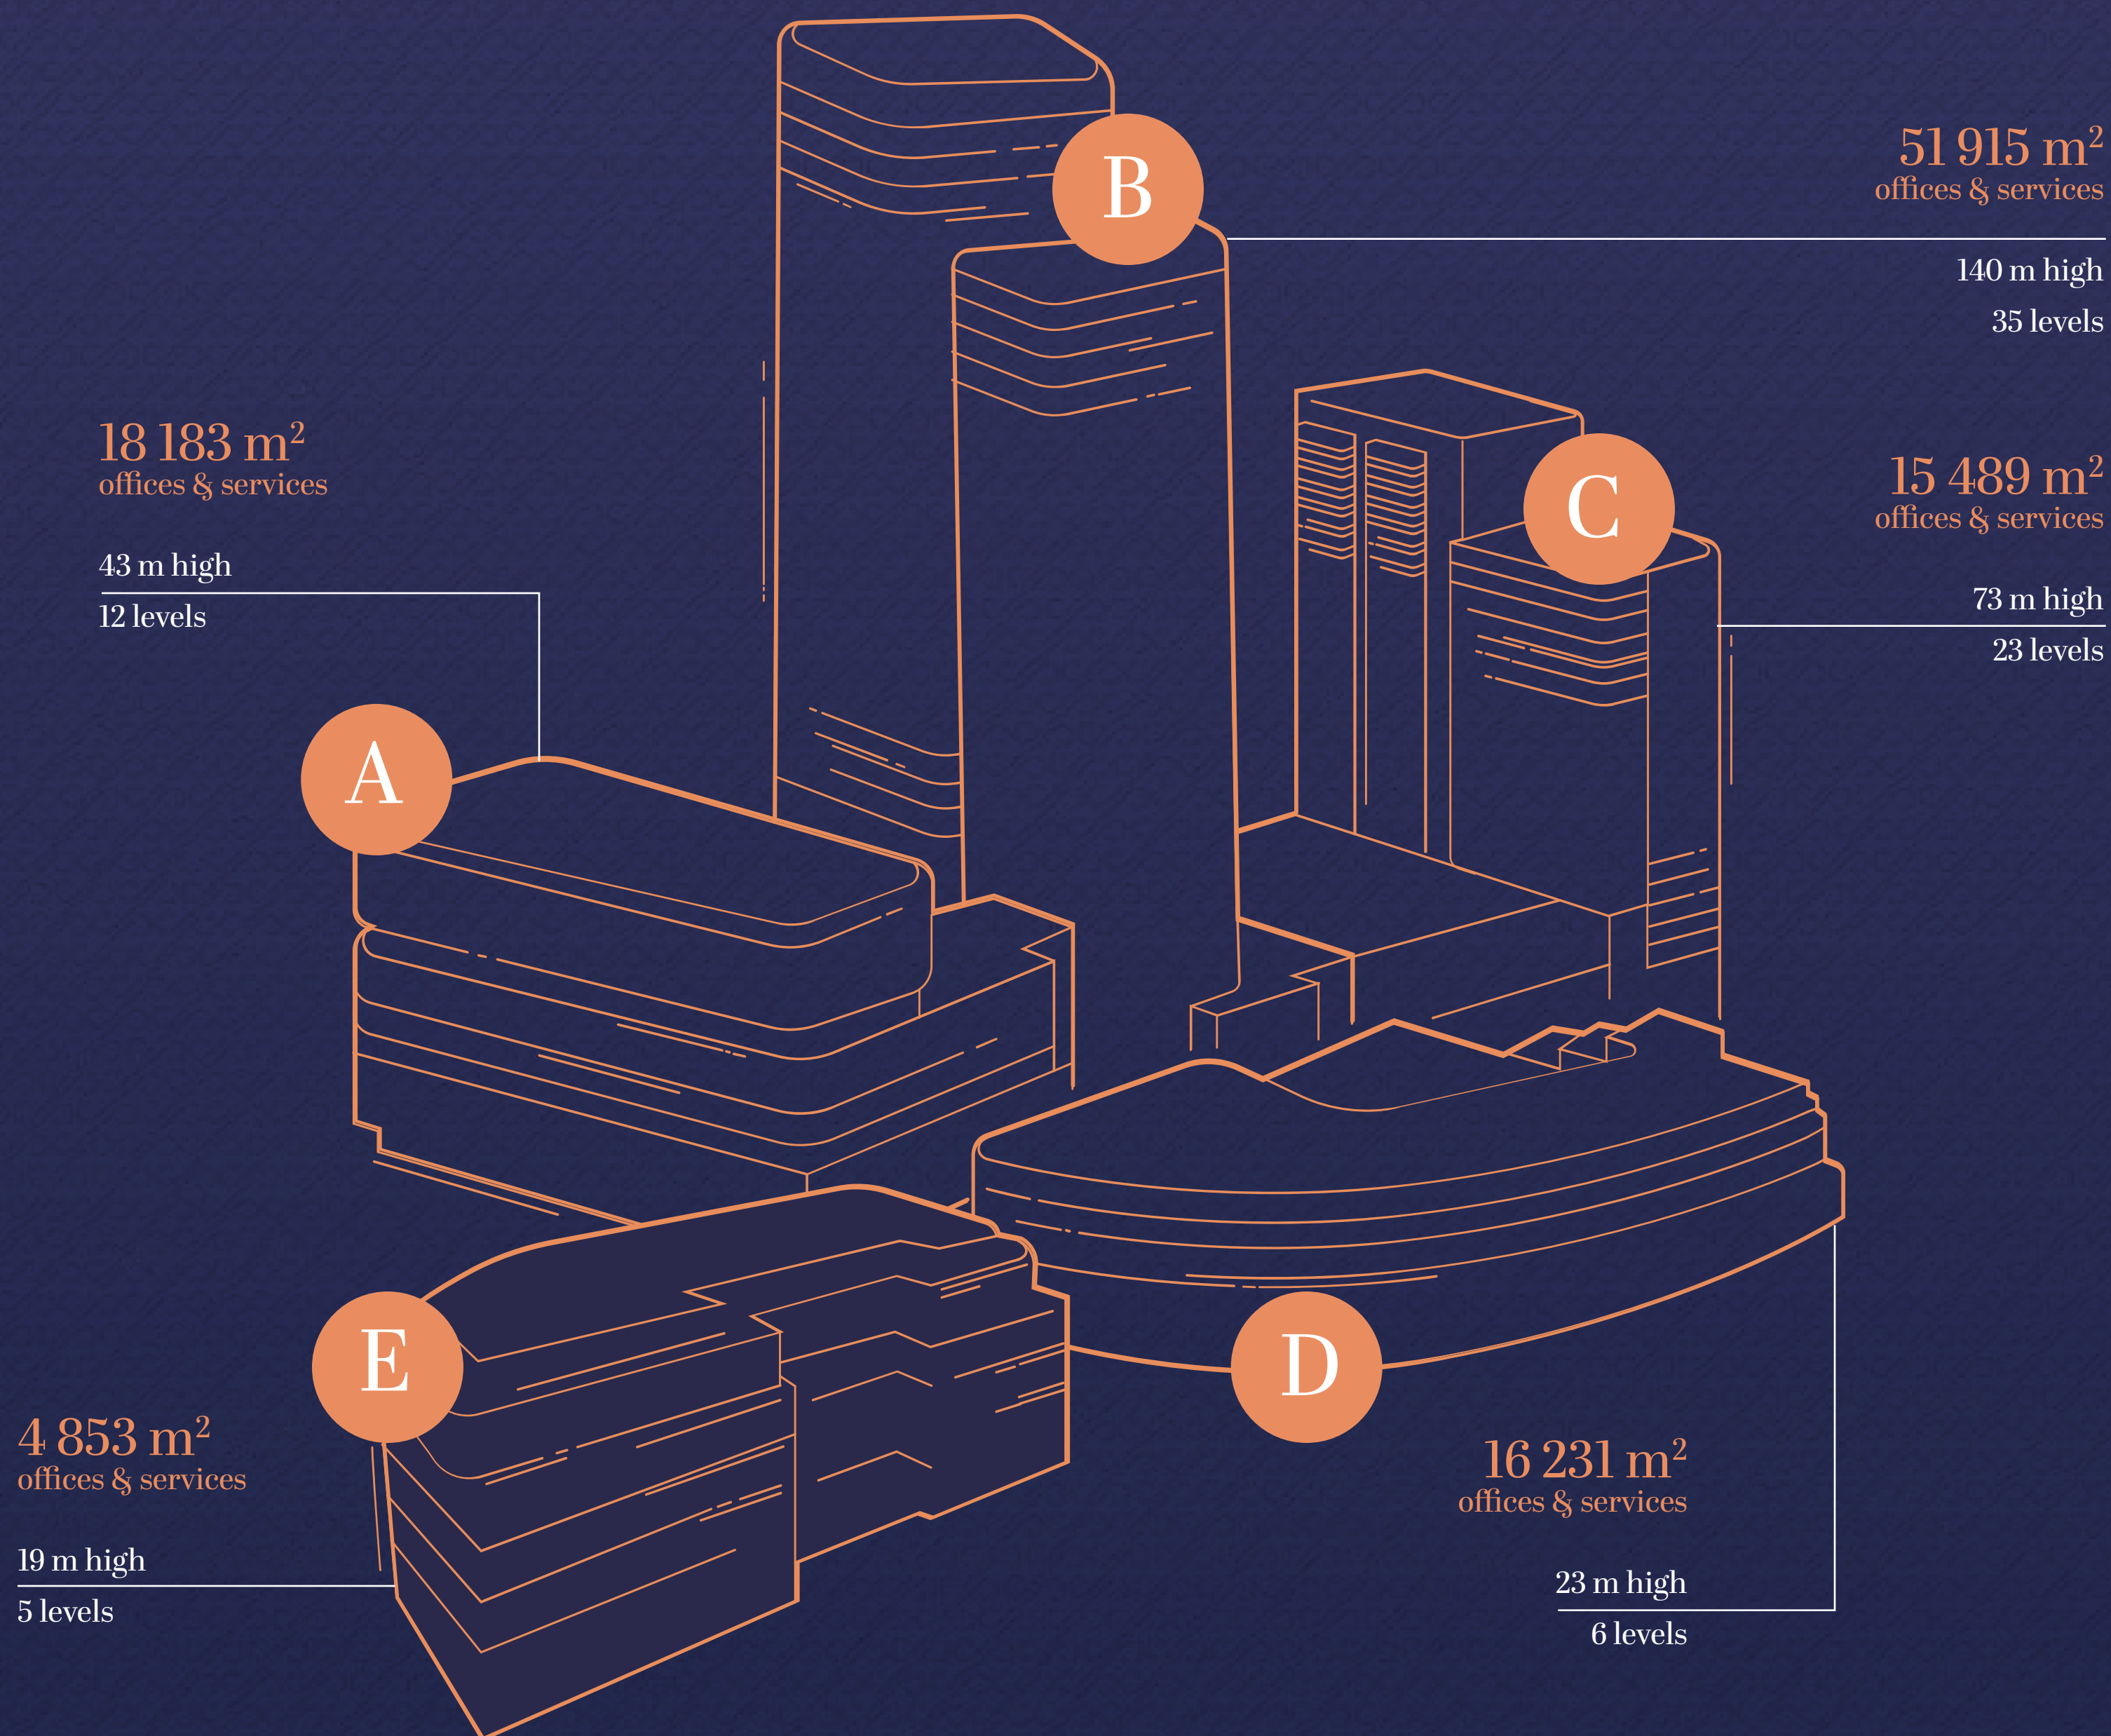 B
51 915 m²
offices & services
140 m high
35 levels
18 183 m²
offices & services
43 m high
12 levels
C
15 489 m²
offices & services
73 m high
23 levels
A
E
4 853 m²
offices & services
19 m high
5 levels
D
16 231 m²
offices & services
23 m high
6 levels